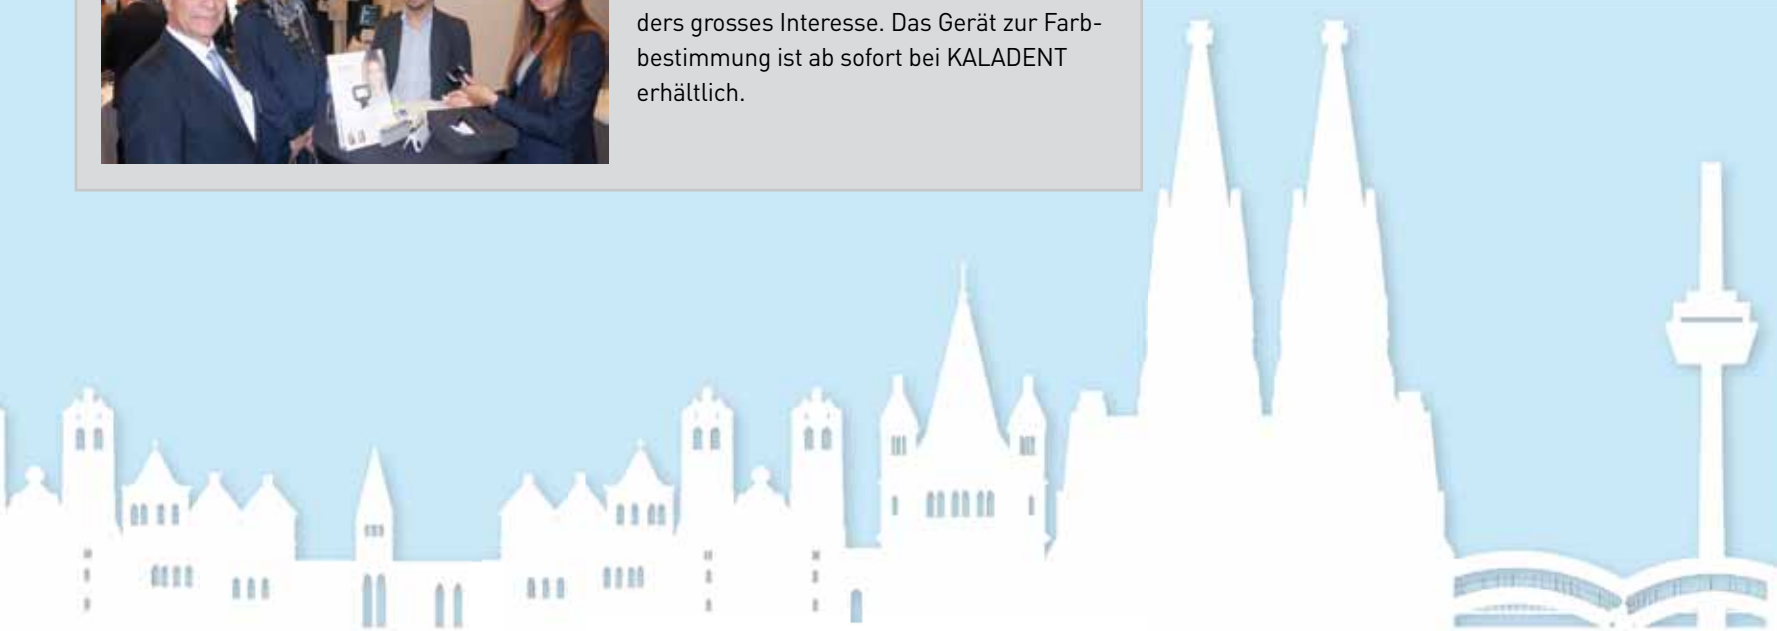 ders grosses Interesse. Das Gerät zur Farb-
bestimmung ist ab sofort bei KALADENT
erhältlich.